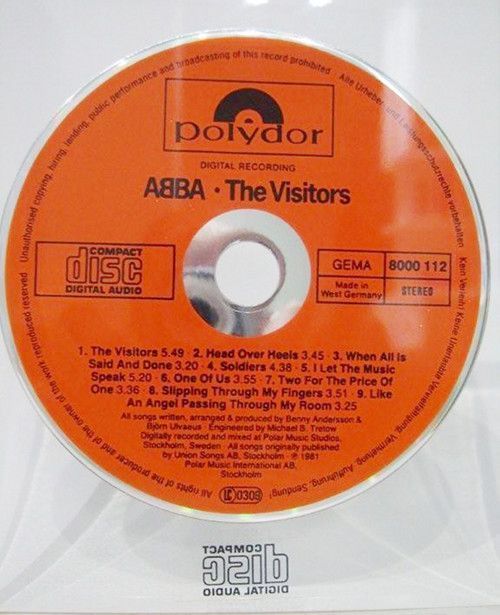 Unauthorised copying, hiring, lending, public performance and broadcasting of this record prohibited
Alle Urheber- und Leistungsschutzrechte vorbehalten
Kein Verleih! Keine Unerlaubte Vervielfältigung, Vermietung, Aufführung, Sendung!
All rights of the producer and of the owner of the work reproduced reserved
polydor
DIGITAL RECORDING
ABBA · The Visitors
COMPACT
disc
DIGITAL AUDIO
GEMA
8000 112
Made in
West Germany
STEREO
1. The Visitors 5.49 · 2. Head Over Heels 3.45 · 3. When All Is
Said And Done 3.20 · 4. Soldiers 4.38 · 5. I Let The Music
Speak 5.20 · 6. One Of Us 3.55 · 7. Two For The Price Of
One 3.36 · 8. Slipping Through My Fingers 3.51 · 9. Like
An Angel Passing Through My Room 3.25
All songs written, arranged & produced by Benny Andersson &
Björn Ulvaeus · Engineered by Michael B. Tretow
Digitally recorded and mixed at Polar Music Studios,
Stockholm, Sweden · All songs originally published
by Union Songs AB, Stockholm · ℗ 1981
Polar Music International AB,
Stockholm
LC 0309
COMPACT
disc
DIGITAL AUDIO